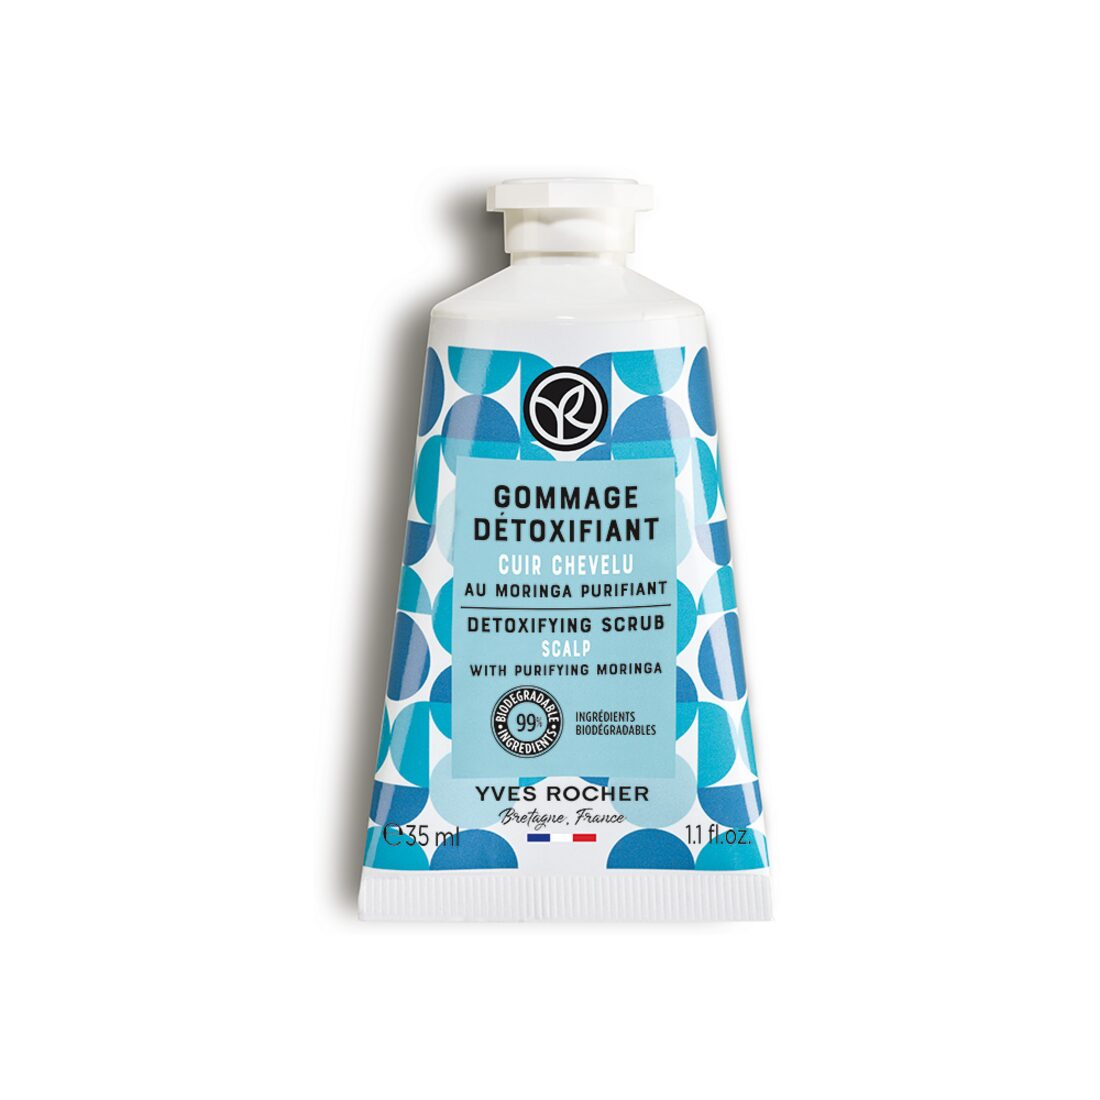 GOMMAGE
DÉTOXIFIANT
CUIR CHEVELU
AU MORINGA PURIFIANT
DETOXIFYING SCRUB
SCALP
WITH PURIFYING MORINGA
BIODEGRADABLE
99%
INGREDIENTS
INGRÉDIENTS
BIODÉGRADABLES
YVES ROCHER
Bretagne, France
℮35 ml
1.1 fl.oz.